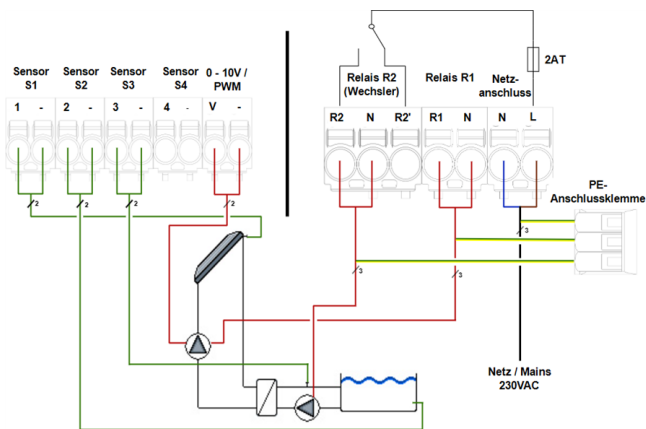 2AT
Sensor S1
Sensor S2
Sensor S3
Sensor S4
0 - 10V / PWM
Relais R2 (Wechsler)
Relais R1
Netz-
anschluss
1 -
2 -
3 -
4 -
V -
R2 N R2'
R1 N
N L
PE-
Anschlussklemme
2
2
2
2
3
3
3
Netz / Mains
230VAC